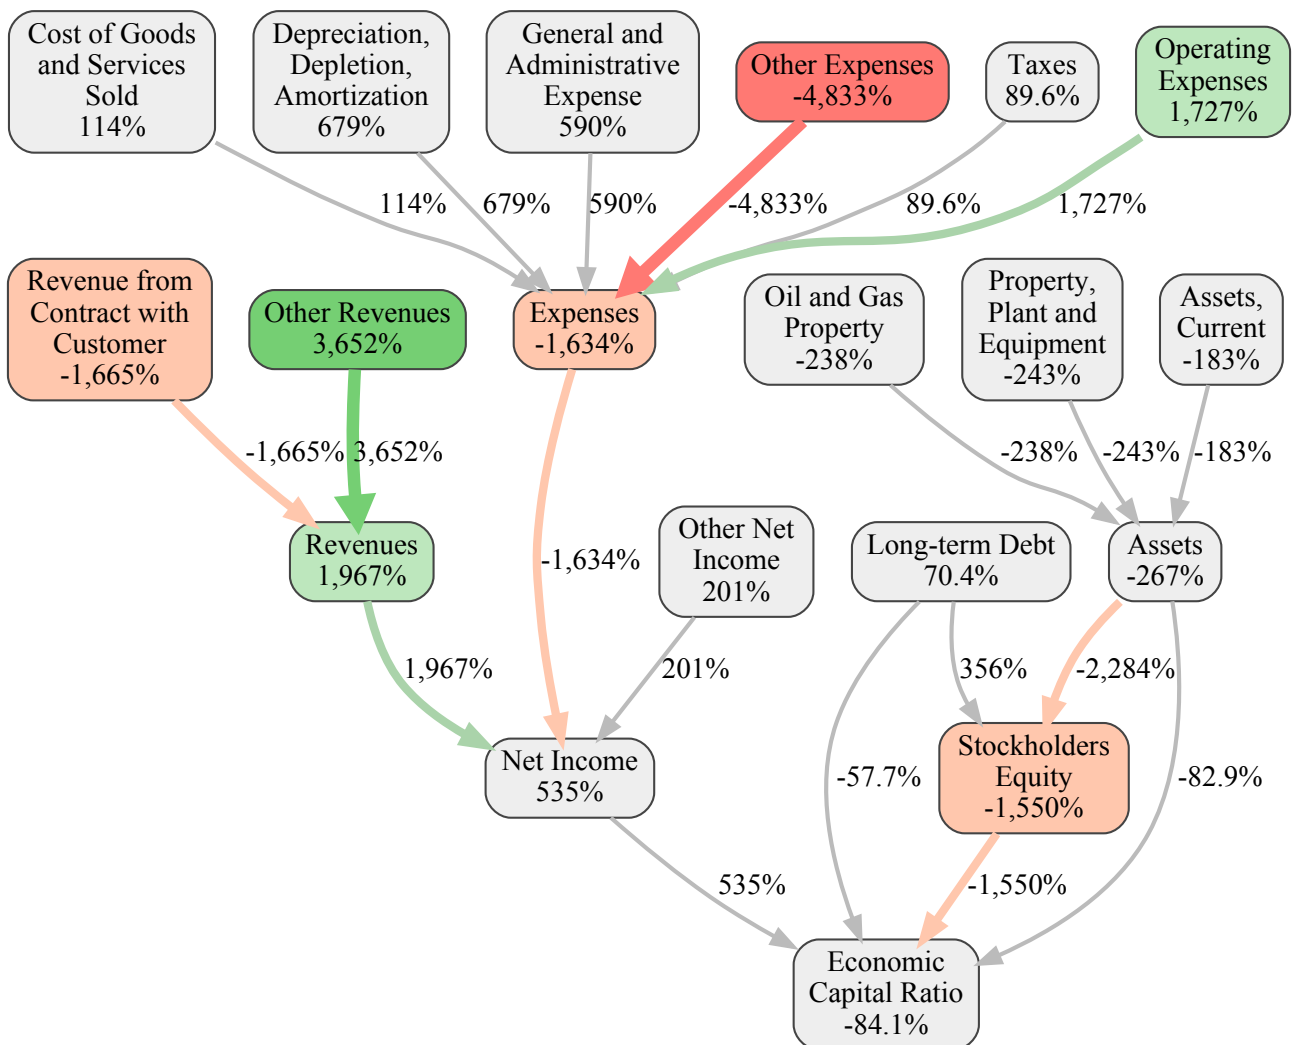 Cost of Goods
and Services
Sold
114%
Depreciation,
Depletion,
Amortization
679%
General and
Administrative
Expense
590%
Other Expenses
-4,833%
Taxes
89.6%
Operating
Expenses
1,727%
114%
679%
590%
-4,833%
89.6%
1,727%
Revenue from
Contract with
Customer
-1,665%
Other Revenues
3,652%
Expenses
-1,634%
Oil and Gas
Property
-238%
Property,
Plant and
Equipment
-243%
Assets,
Current
-183%
-1,665%
3,652%
-238%
-243%
-183%
Revenues
1,967%
-1,634%
Other Net
Income
201%
Long-term Debt
70.4%
Assets
-267%
1,967%
201%
356%
-2,284%
Net Income
535%
-57.7%
Stockholders
Equity
-1,550%
-82.9%
535%
-1,550%
Economic
Capital Ratio
-84.1%